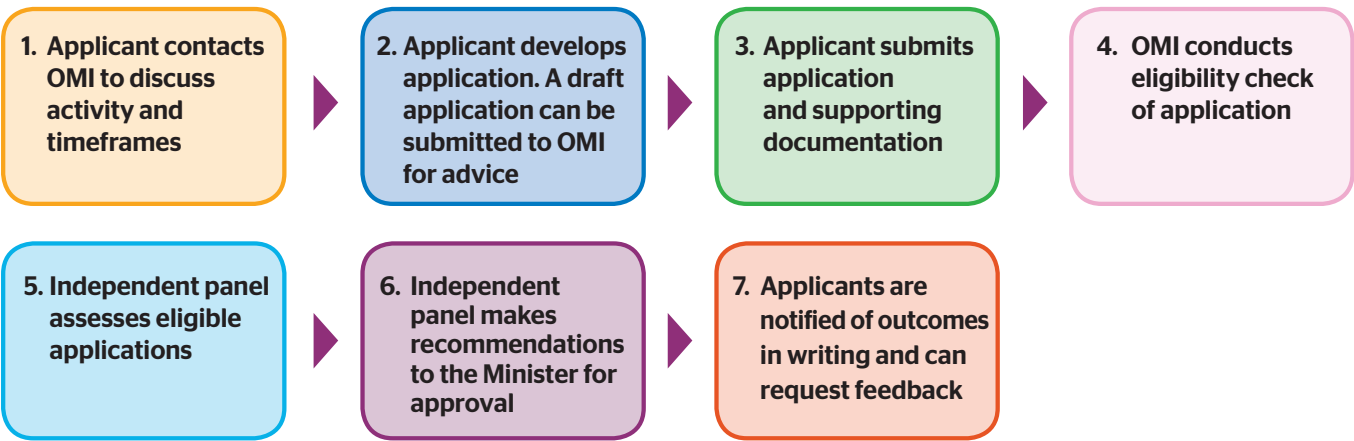 1. Applicant contacts
OMI to discuss
activity and
timeframes
2. Applicant develops
application. A draft
application can be
submitted to OMI
for advice
3. Applicant submits
application
and supporting
documentation
4. OMI conducts
eligibility check
of application
5. Independent panel
assesses eligible
applications
6. Independent
panel makes
recommendations
to the Minister for
approval
7. Applicants are
notified of outcomes
in writing and can
request feedback